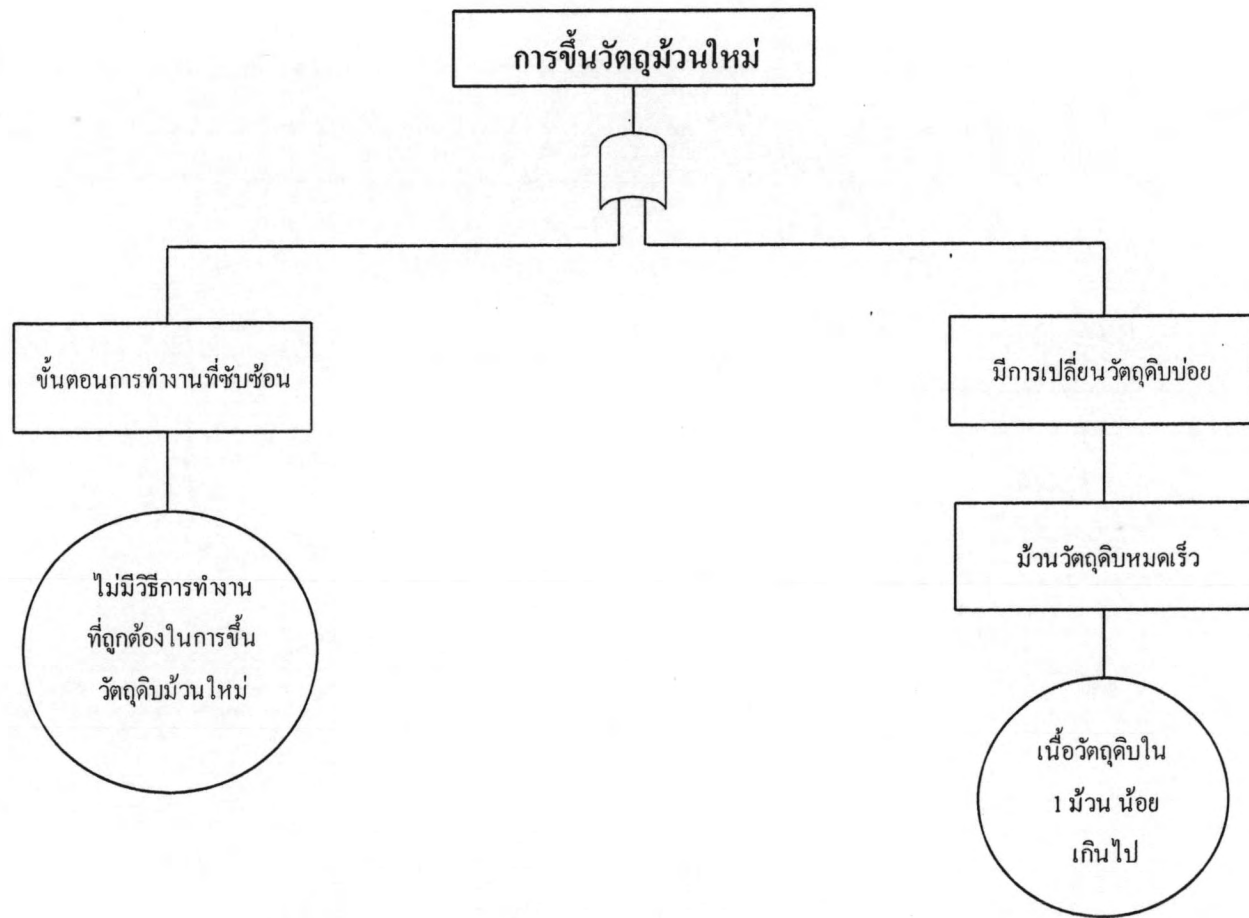 การขึ้นวัตถุม้วนใหม่
ขั้นตอนการทำงานที่ซับซ้อน
มีการเปลี่ยนวัตถุดิบบ่อย
ไม่มีวิธีการทำงาน
ที่ถูกต้องในการขึ้น
วัตถุดิบม้วนใหม่
ม้วนวัตถุดิบหมดเร็ว
เนื้อวัตถุดิบใน
1 ม้วน น้อย
เกินไป